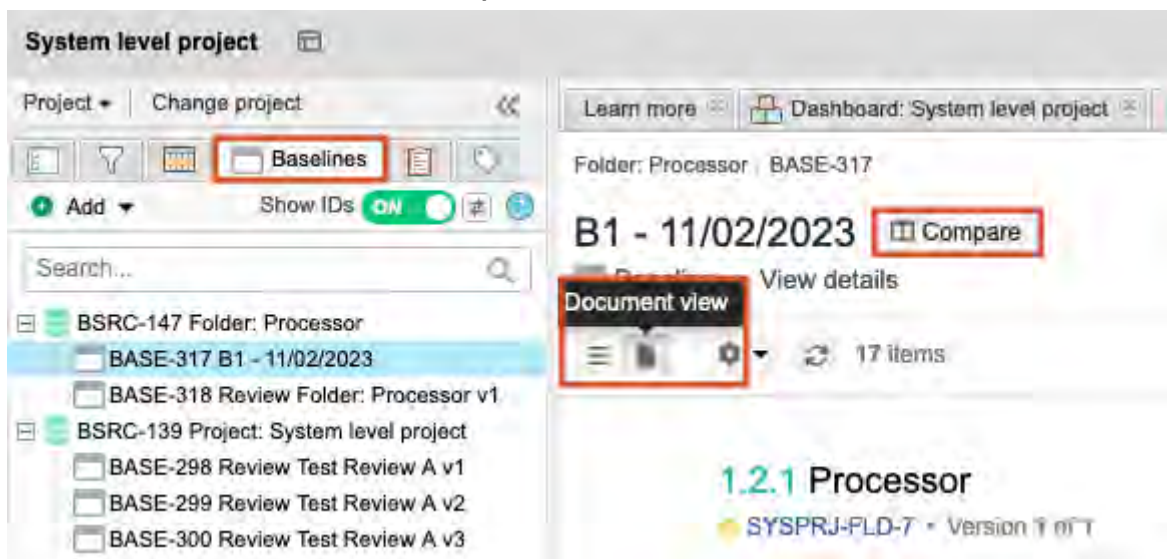 System level project
Project Change project
Learn more Dashboard: System level project
Baselines
Folder: Processor BASE-317
Add Show IDs ON
B1 - 11/02/2023 Compare
Search...
View details
Document view
BSRC-147 Folder: Processor
BASE-317 B1 - 11/02/2023
17 items
BASE-318 Review Folder: Processor v1
BSRC-139 Project: System level project
BASE-298 Review Test Review A v1
1.2.1 Processor
BASE-299 Review Test Review A v2
SYSPRJ-FLD-7 • Version 1 of 1
BASE-300 Review Test Review A v3